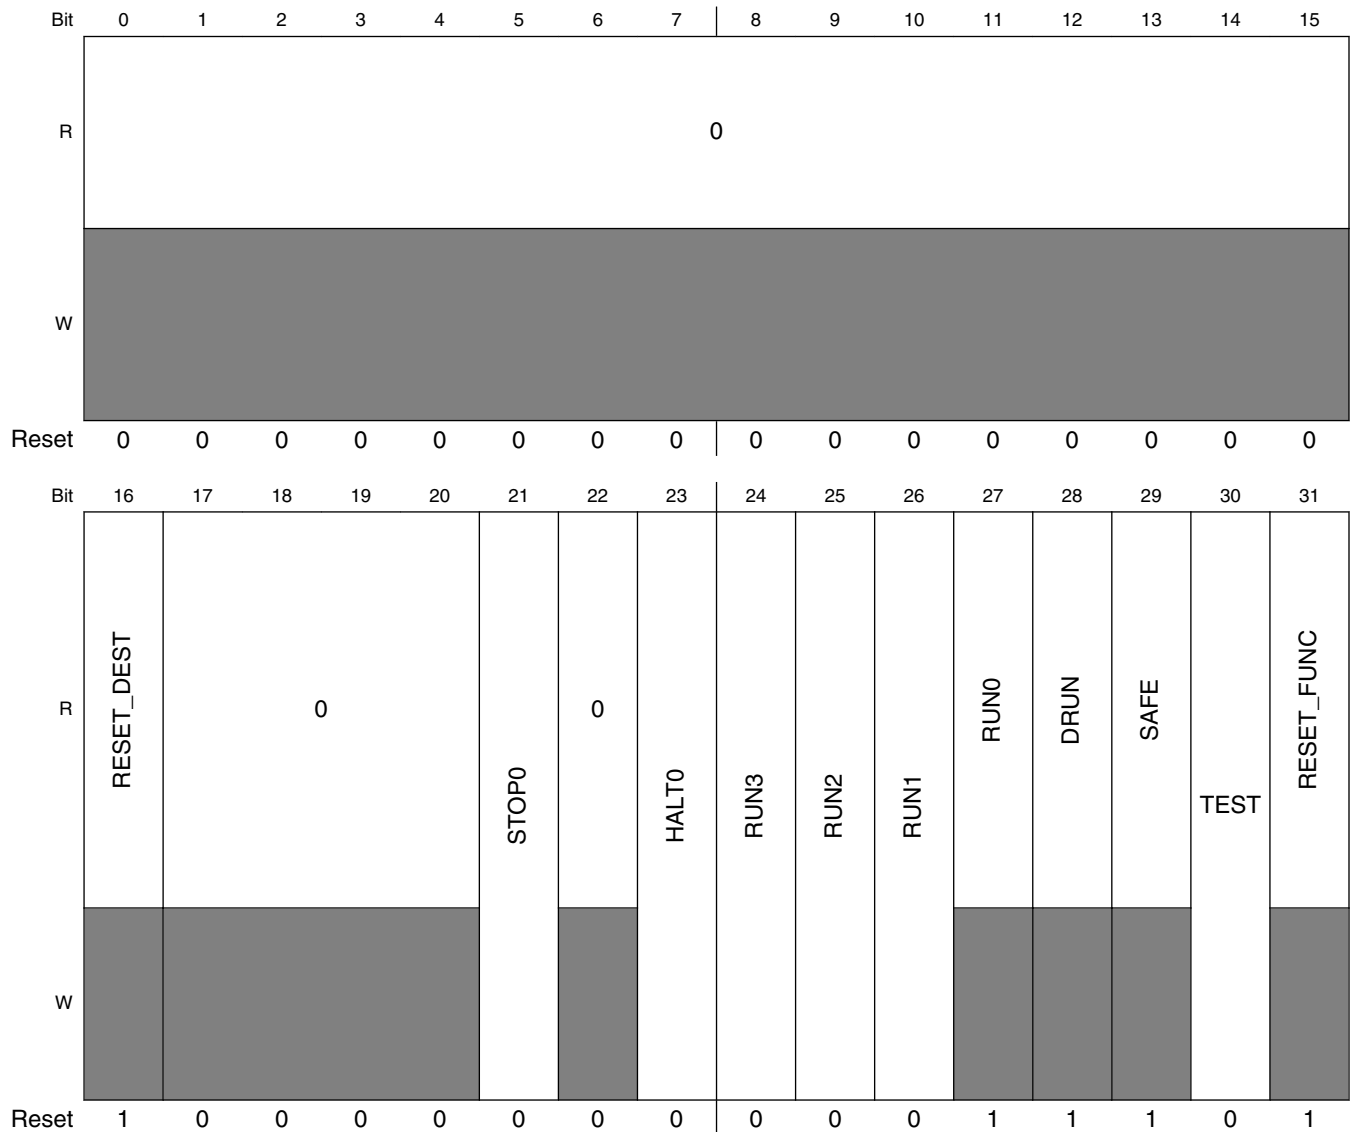 Bit 0 1 2 3 4 5 6 7 8 9 10 11 12 13 14 15
R 0
W
Reset 0 0 0 0 0 0 0 0 0 0 0 0 0 0 0 0
Bit 16 17 18 19 20 21 22 23 24 25 26 27 28 29 30 31
R RESET_DEST 0 STOP0 0 HALT0 RUN3 RUN2 RUN1 RUN0 DRUN SAFE TEST RESET_FUNC
W
Reset 1 0 0 0 0 0 0 0 0 0 0 1 1 1 0 1